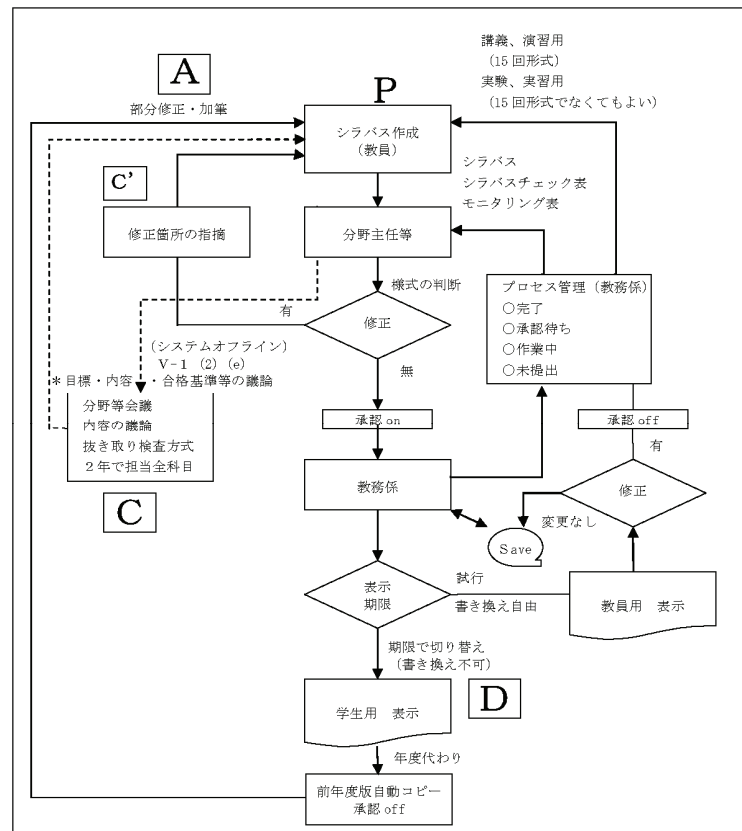 講義、演習用
(15回形式)
実験、実習用
(15回形式でなくてもよい)
A
部分修正・加筆
P
シラバス作成
(教員)
C'
シラバス
シラバスチェック表
モニタリング表
修正箇所の指摘
分野主任等
様式の判断
プロセス管理(教務係)
○完了
○承認待ち
○作業中
○未提出
有
修正
(システムオフライン)
V-1 (2) (e)
無
*目標・内容・合格基準等の議論
分野等会議
内容の議論
抜き取り検査方式
2年で担当全科目
C
承認on
承認off
有
教務係
修正
変更なし
Save
表示
期限
試行
書き換え自由
教員用 表示
期限で切り替え
(書き換え不可)
D
学生用 表示
年度代わり
前年度版自動コピー
承認off